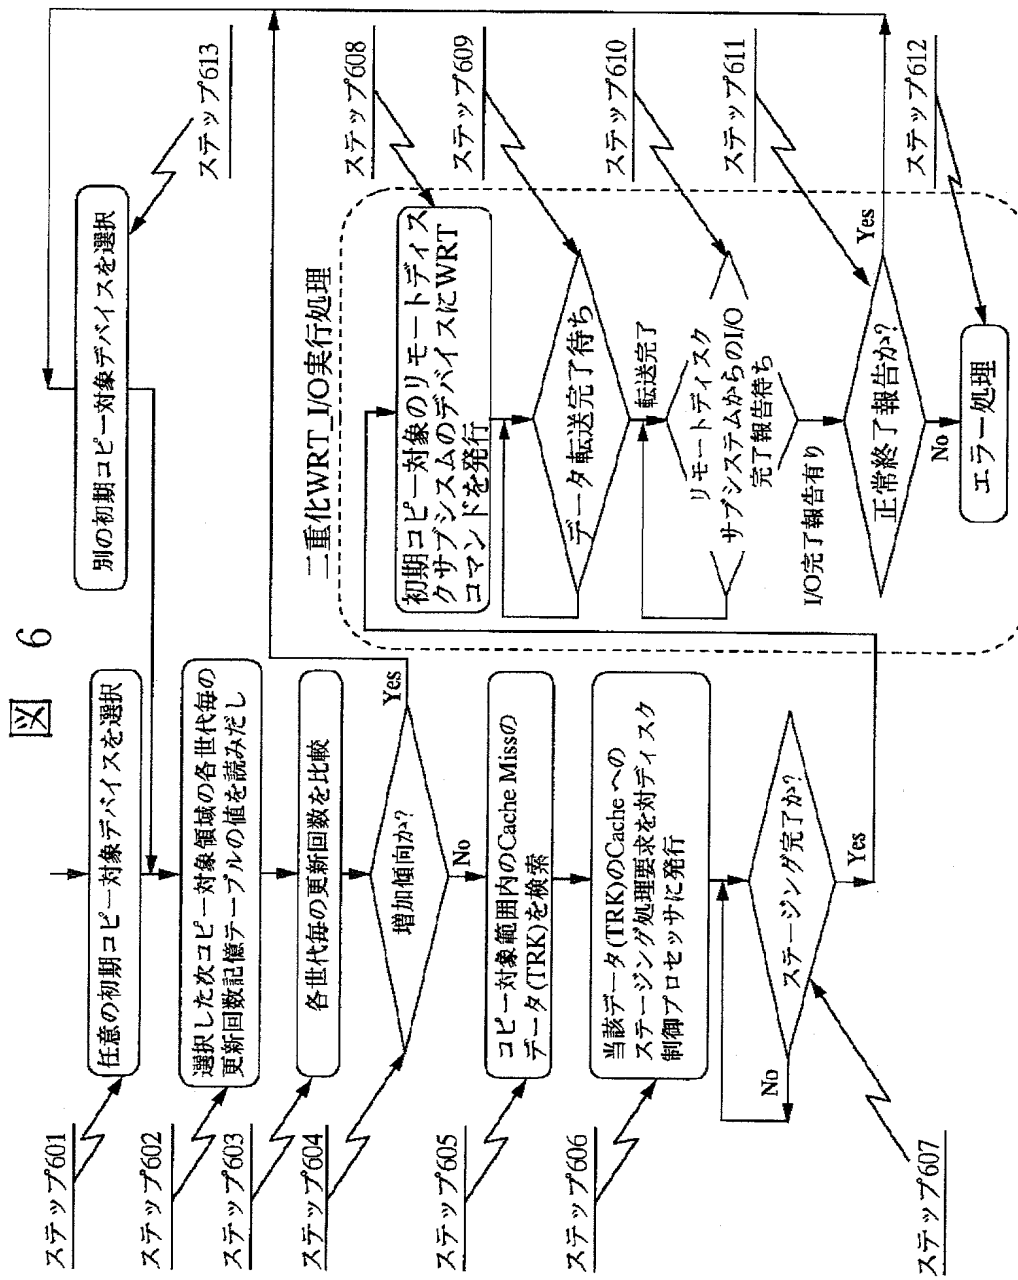 図 6
ステップ601
任意の初期コピー対象デバイスを選択
ステップ602
選択した次コピー対象領域の各世代毎の
更新回数記憶テーブルの値を読みだし
ステップ603
各世代毎の更新回数を比較
ステップ604
増加傾向か?
Yes
No
ステップ605
コピー対象範囲内のCache Missの
データ(TRK)を検索
ステップ606
当該データ(TRK)のCache への
ステージング処理要求を対ディスク
制御プロセッサに発行
ステップ607
ステージング完了か?
No
Yes
別の初期コピー対象デバイスを選択
ステップ613
二重化WRT_I/O実行処理
初期コピー対象のリモートディス
クサブシステムのデバイスにWRT
コマンドを発行
ステップ608
データ転送完了待ち
ステップ609
転送完了
リモートディスク
サブシステムからのI/O
完了報告待ち
ステップ610
I/O完了報告有り
正常終了報告か?
ステップ611
Yes
No
エラー処理
ステップ612